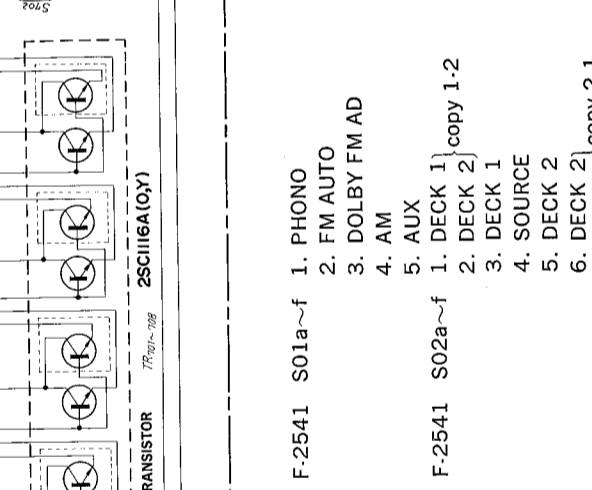 S702
RANSISTOR TR701~708 2SC1116A(O,Y)
F-2541 S01a~f 1. PHONO
2. FM AUTO
3. DOLBY FM AD
4. AM
5. AUX
F-2541 S02a~f 1. DECK 1
2. DECK 2 } copy 1-2
3. DECK 1
4. SOURCE
5. DECK 2
6. DECK 2 } copy 2-1